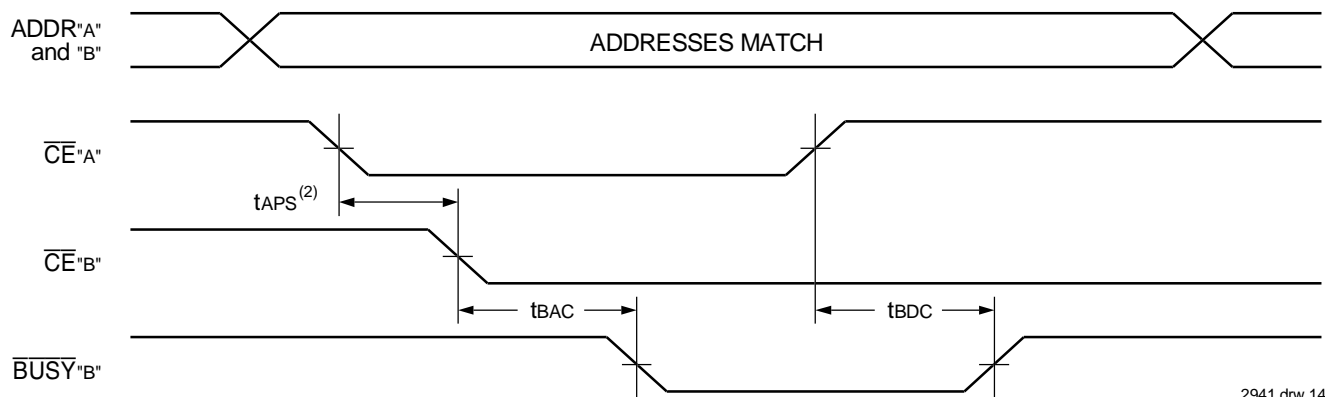 ADDR"A"
and "B"
ADDRESSES MATCH
CE"A"
tAPS(2)
CE"B"
tBAC
tBDC
BUSY"B"
2941 drw 14